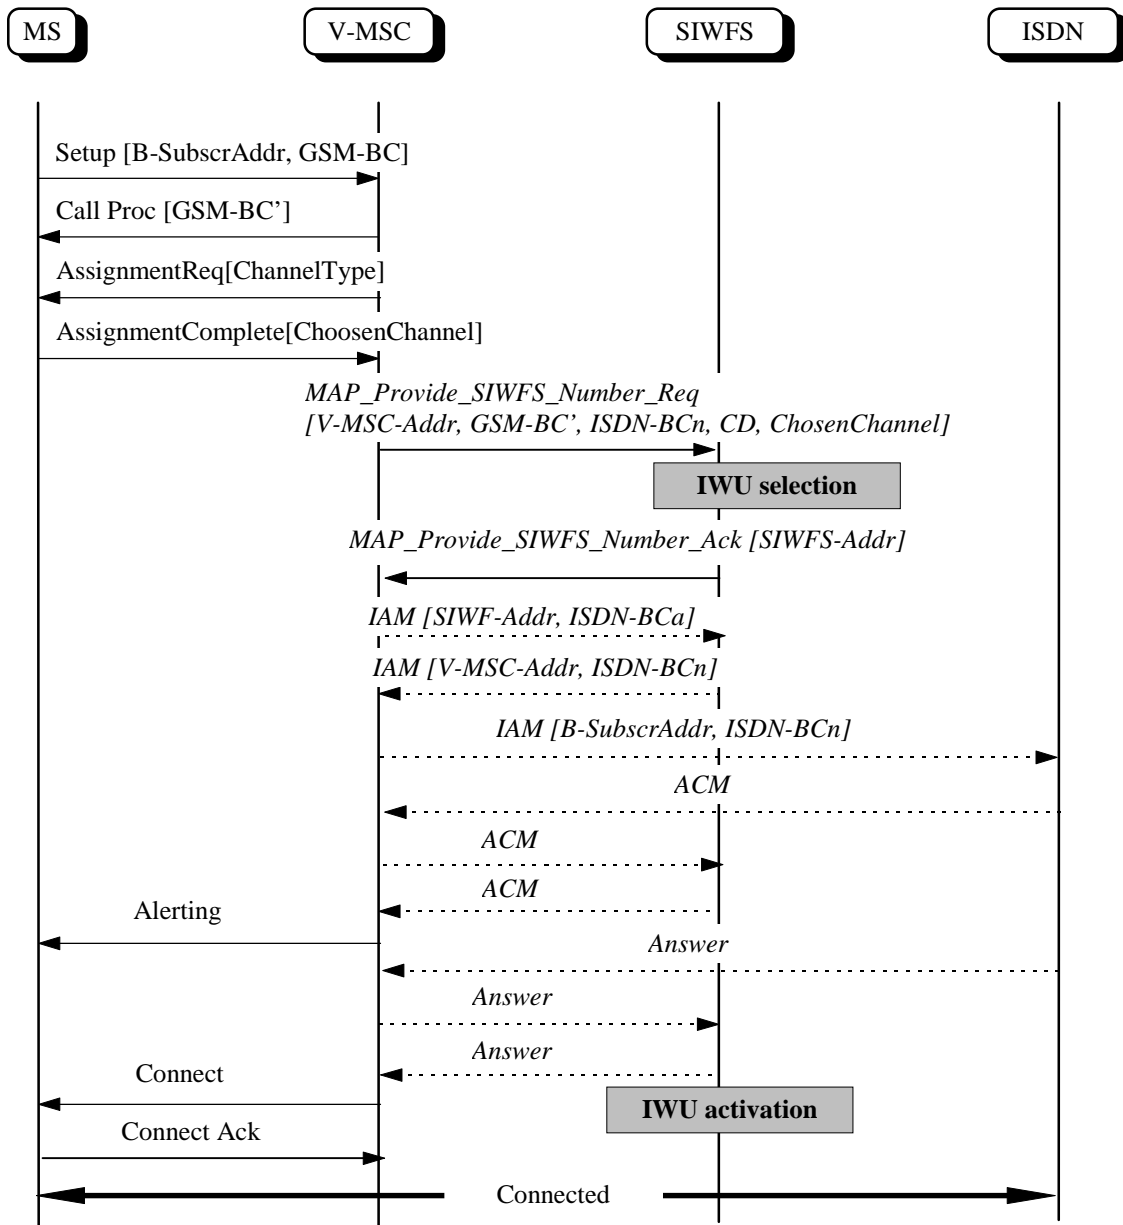 MS
V-MSC
SIWFS
ISDN
Setup [B-SubscrAddr, GSM-BC]
Call Proc [GSM-BC’]
AssignmentReq[ChannelType]
AssignmentComplete[ChoosenChannel]
MAP_Provide_SIWFS_Number_Req
[V-MSC-Addr, GSM-BC’, ISDN-BCn, CD, ChosenChannel]
IWU selection
MAP_Provide_SIWFS_Number_Ack [SIWFS-Addr]
IAM [SIWF-Addr, ISDN-BCa]
IAM [V-MSC-Addr, ISDN-BCn]
IAM [B-SubscrAddr, ISDN-BCn]
ACM
ACM
ACM
Alerting
Answer
Answer
Answer
Connect
IWU activation
Connect Ack
Connected